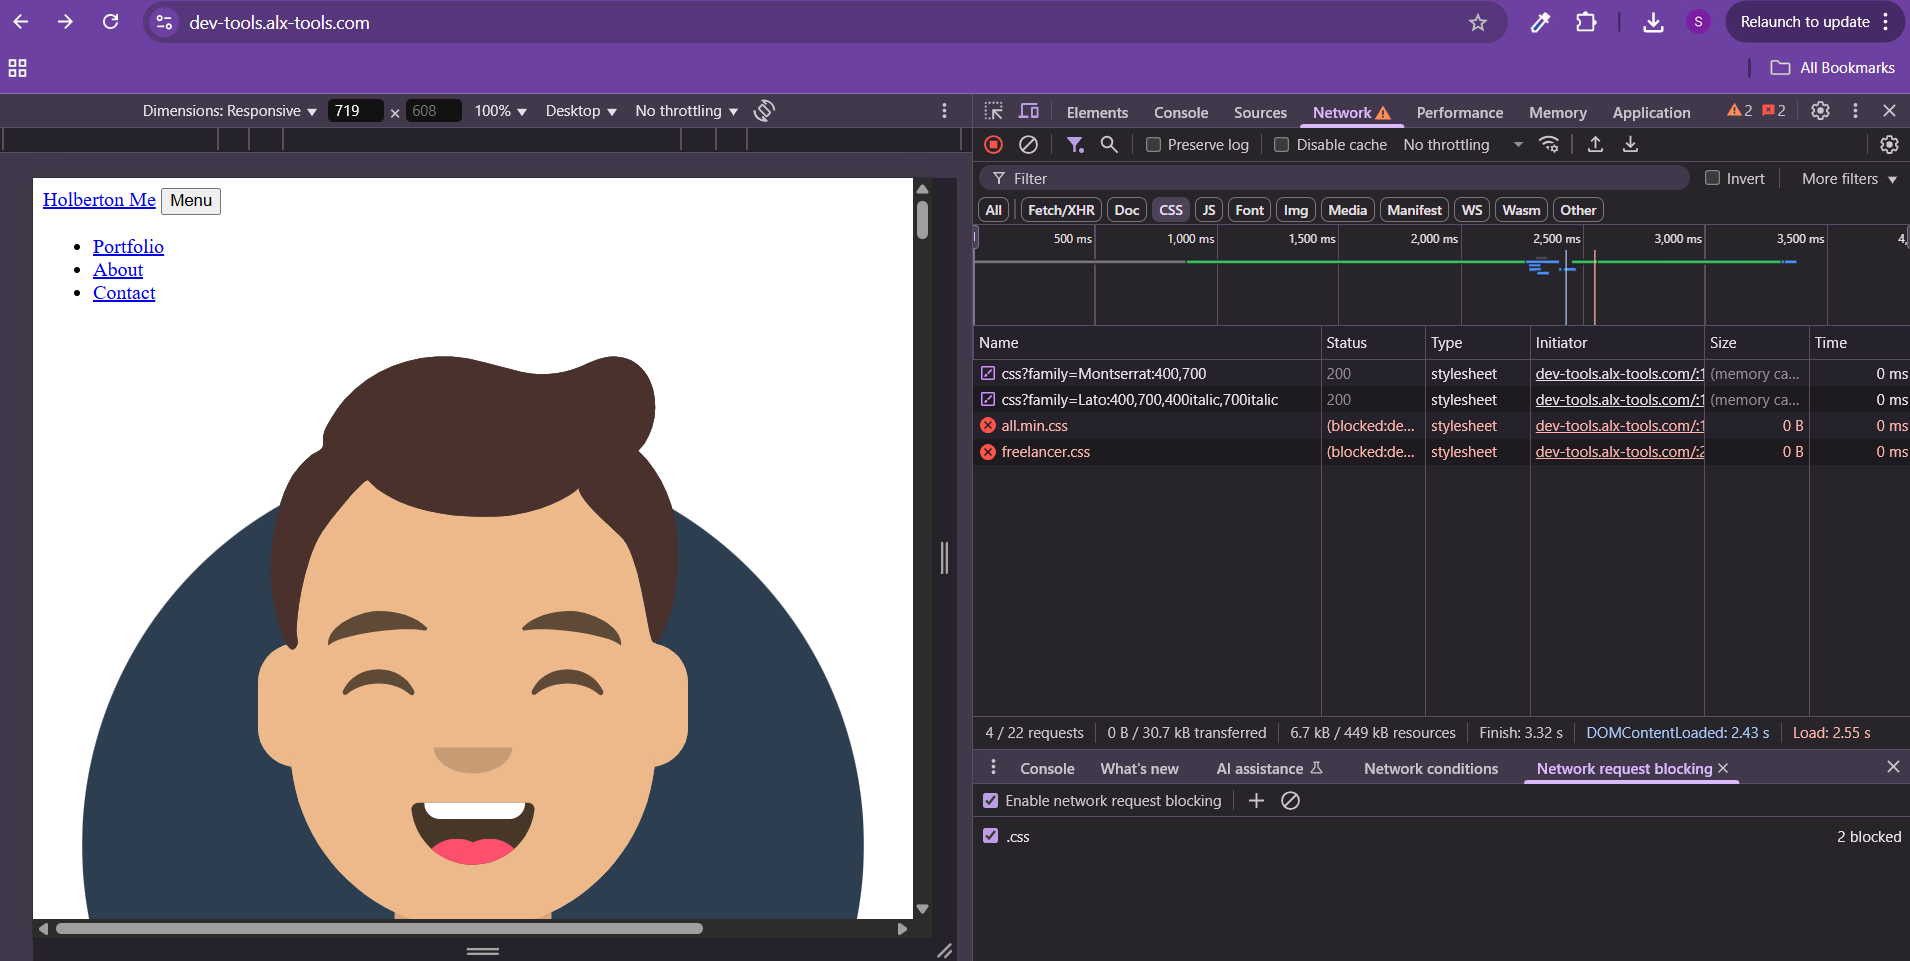 dev-tools.alx-tools.com
S
Relaunch to update
All Bookmarks
Dimensions: Responsive 719 × 608 100% Desktop No throttling
Elements Console Sources Network Performance Memory Application 2 2
Preserve log Disable cache No throttling
Filter Invert More filters
All Fetch/XHR Doc CSS JS Font Img Media Manifest WS Wasm Other
500 ms 1,000 ms 1,500 ms 2,000 ms 2,500 ms 3,000 ms 3,500 ms 4,
Name Status Type Initiator Size Time
css?family=Montserrat:400,700 200 stylesheet dev-tools.alx-tools.com/:1 (memory ca... 0 ms
css?family=Lato:400,700,400italic,700italic 200 stylesheet dev-tools.alx-tools.com/:1 (memory ca... 0 ms
all.min.css (blocked:de... stylesheet dev-tools.alx-tools.com/:1 0 B 0 ms
freelancer.css (blocked:de... stylesheet dev-tools.alx-tools.com/:2 0 B 0 ms
4 / 22 requests 0 B / 30.7 kB transferred 6.7 kB / 449 kB resources Finish: 3.32 s DOMContentLoaded: 2.43 s Load: 2.55 s
Console What's new AI assistance Network conditions Network request blocking
Enable network request blocking
.css 2 blocked
Holberton Me Menu
Portfolio
About
Contact